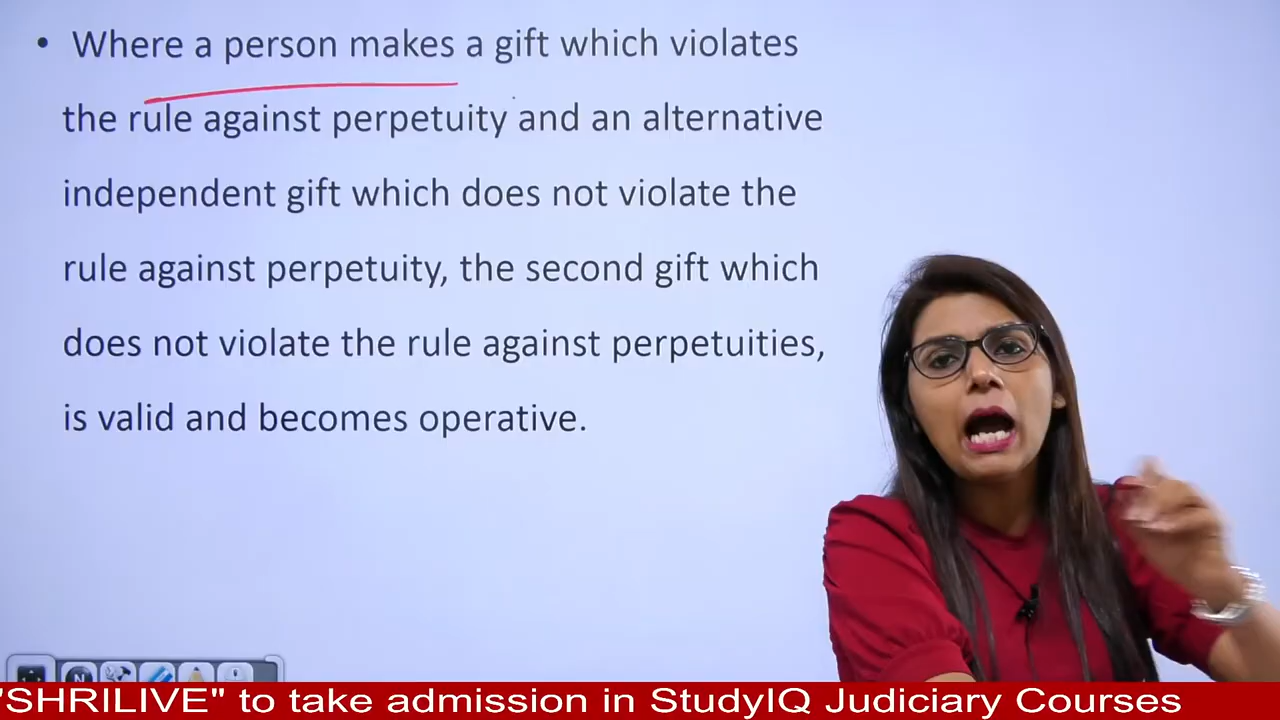 • Where a person makes a gift which violates
the rule against perpetuity and an alternative
independent gift which does not violate the
rule against perpetuity, the second gift which
does not violate the rule against perpetuities,
is valid and becomes operative.
"SHRILIVE" to take admission in StudyIQ Judiciary Courses